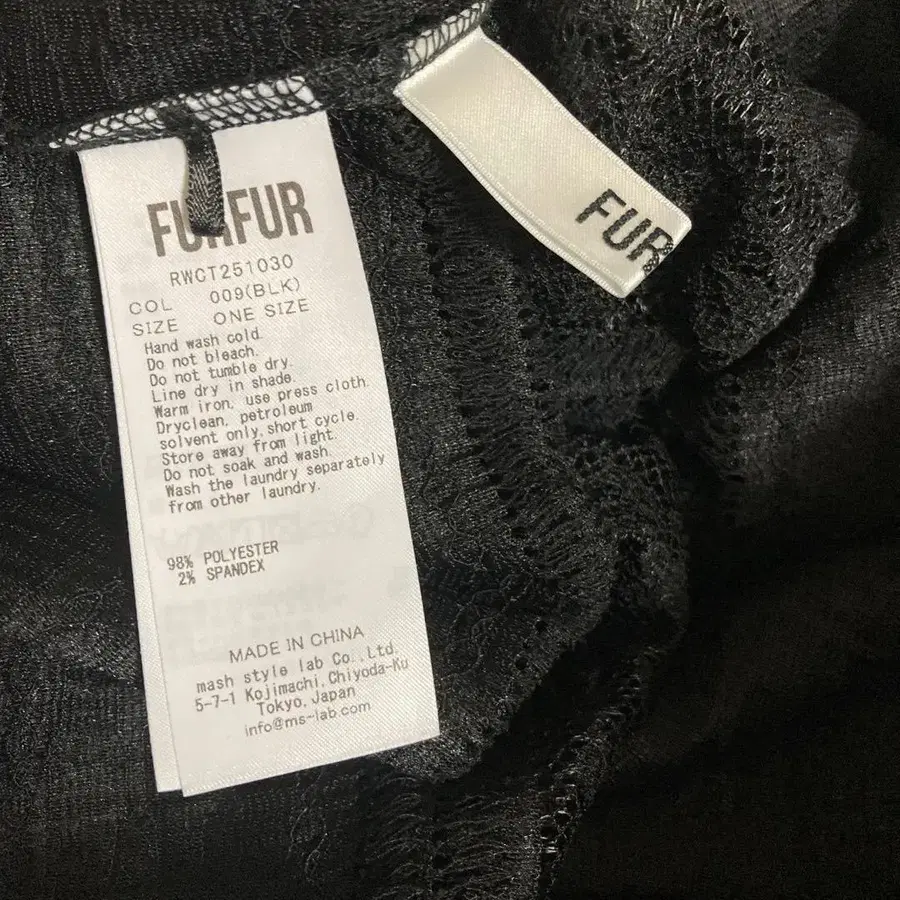 FURFUR
RWCT251030
COL 009(BLK)
SIZE ONE SIZE
Hand wash cold.
Do not bleach.
Do not tumble dry.
Line dry in shade.
Warm iron, use press cloth.
Dryclean, petroleum
solvent only, short cycle.
Store away from light.
Do not soak and wash.
Wash the laundry separately
from other laundry.
98% POLYESTER
2% SPANDEX
MADE IN CHINA
mash style lab Co., Ltd.
5-7-1 Kojimachi, Chiyoda-Ku
Tokyo, Japan
info@ms-lab.com
FUR